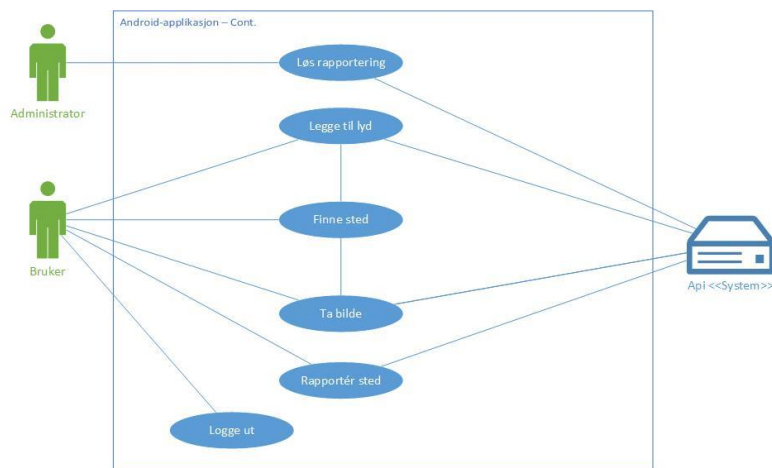 Android-applikasjon – Cont.
Løs rapportering
Administrator
Legge til lyd
Finne sted
Bruker
Api <<System>>
Ta bilde
Rapportér sted
Logge ut